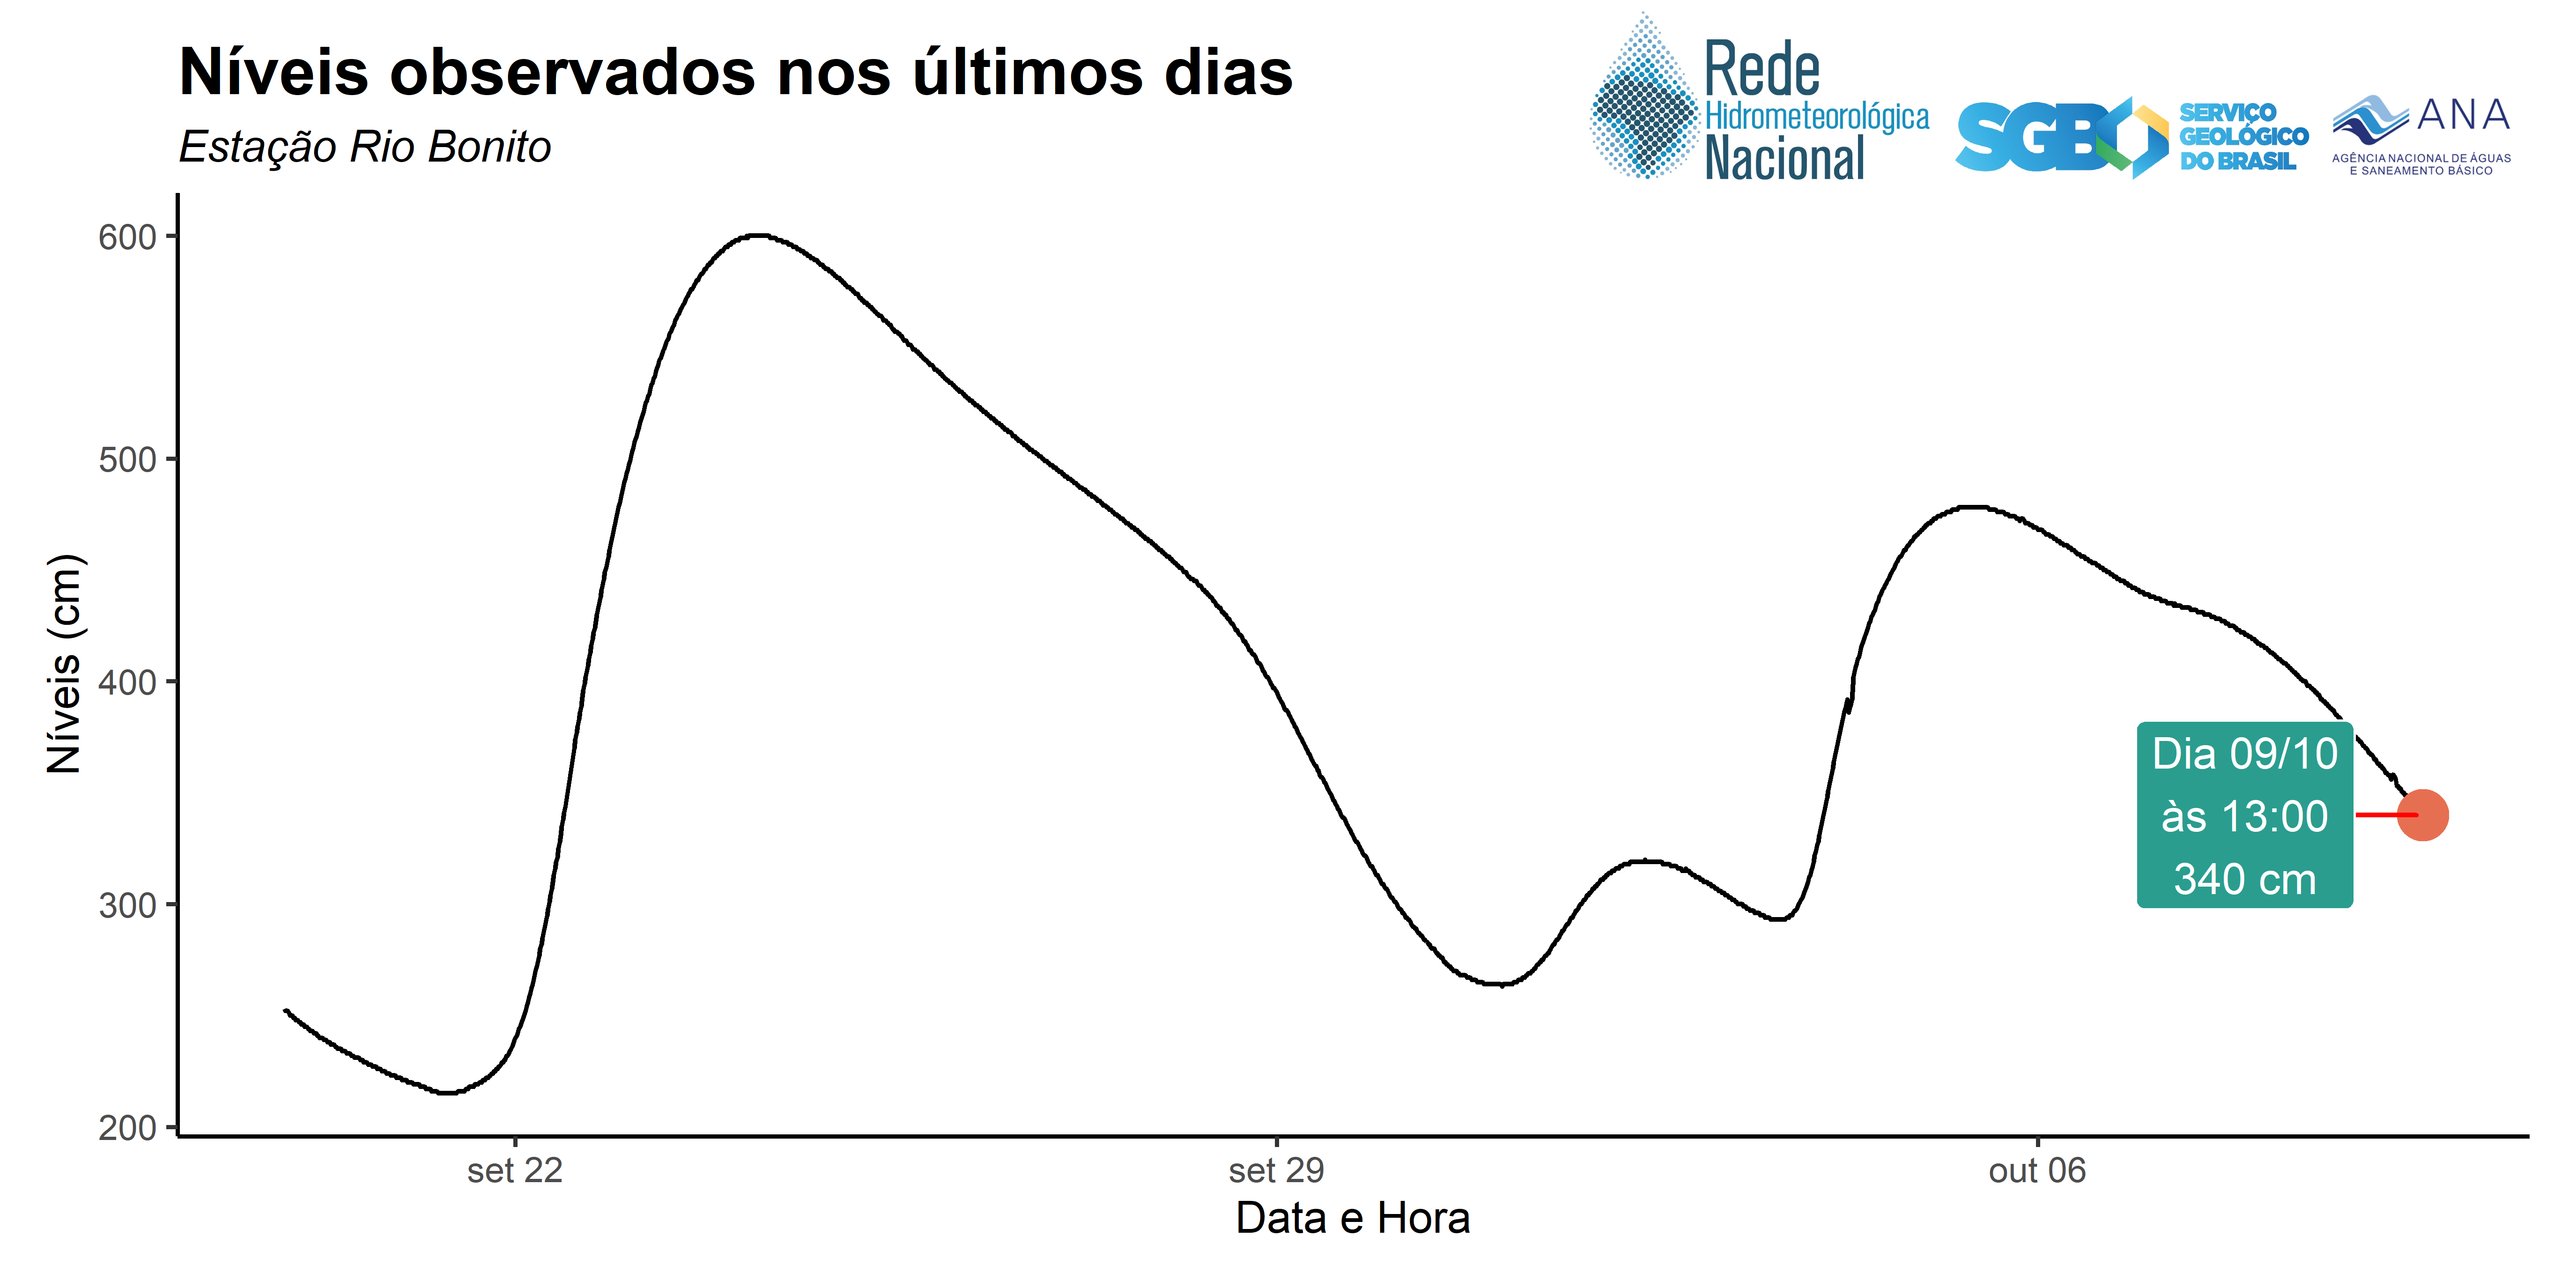 Níveis observados nos últimos dias
Estação Rio Bonito
Rede
Hidrometeorológica
Nacional
SGB
SERVIÇO
GEOLÓGICO
DO BRASIL
ANA
AGÊNCIA NACIONAL DE ÁGUAS
E SANEAMENTO BÁSICO
Níveis (cm)
600
500
400
300
200
Dia 09/10
às 13:00
340 cm
set 22
set 29
out 06
Data e Hora